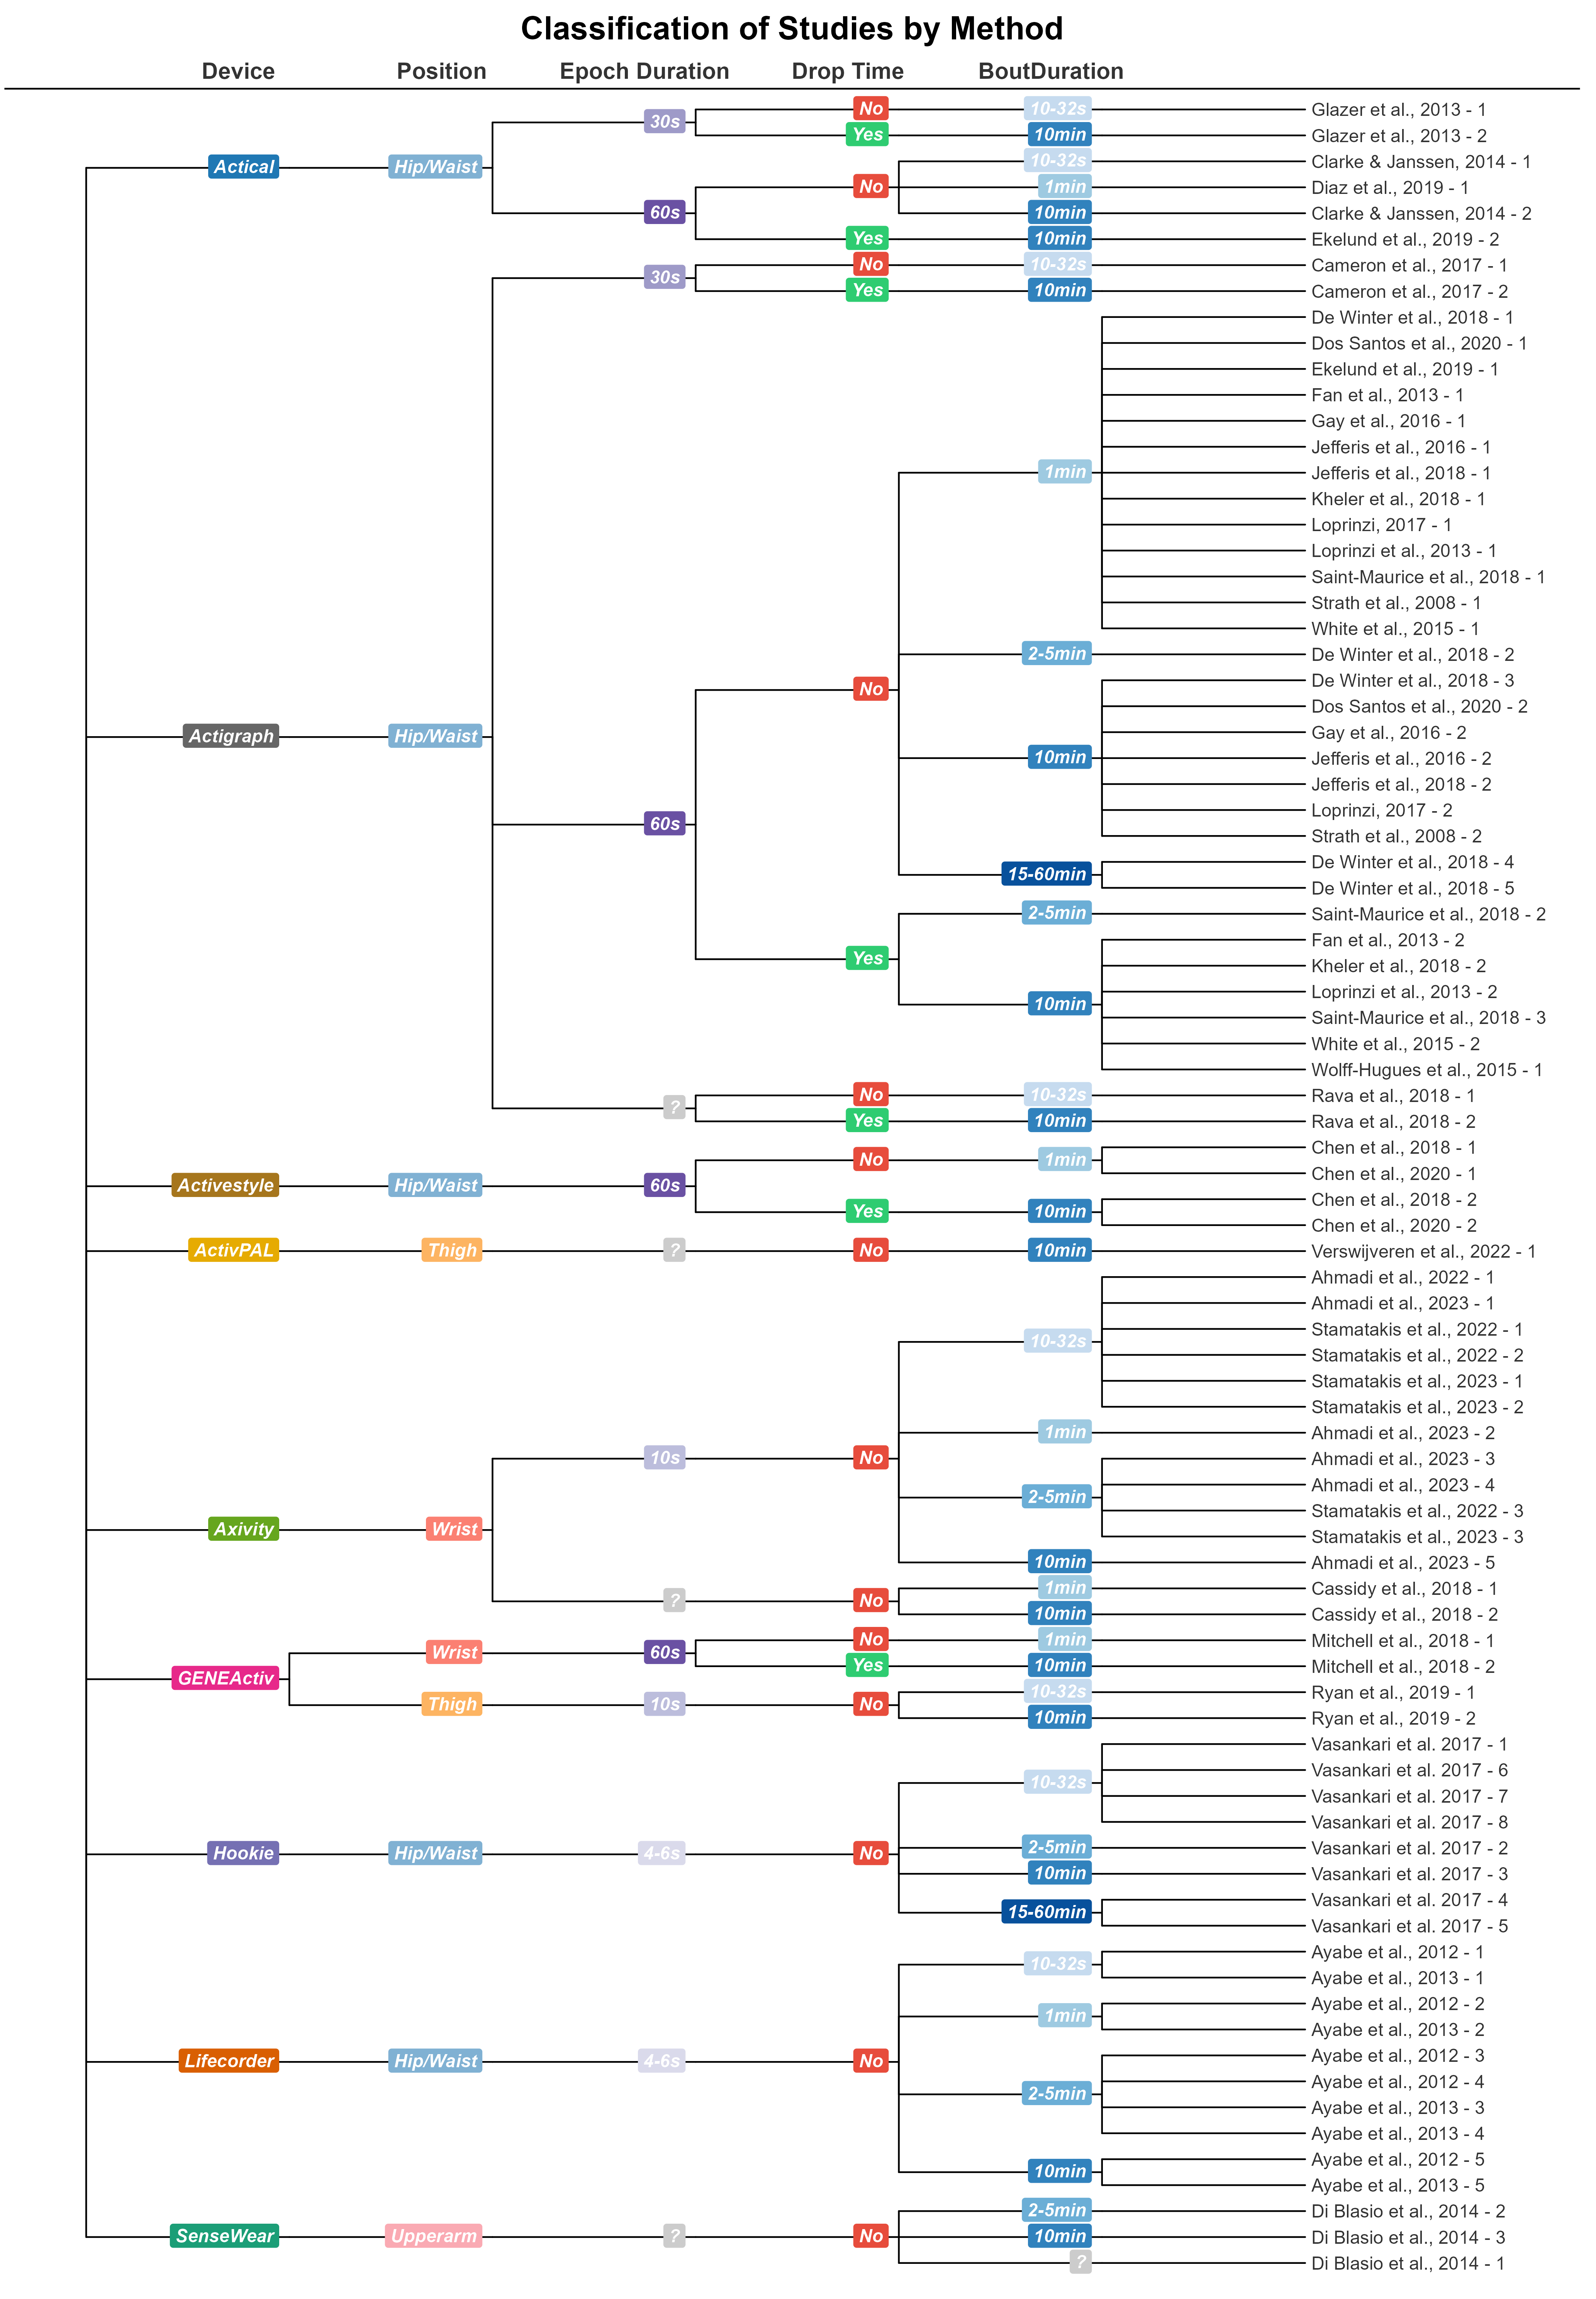 Classification of Studies by Method
Device Position Epoch Duration Drop Time BoutDuration
No 10-32s Glazer et al., 2013 - 1
30s
Yes 10min Glazer et al., 2013 - 2
10-32s Clarke & Janssen, 2014 - 1
Actical Hip/Waist
No 1min Diaz et al., 2019 - 1
60s 10min Clarke & Janssen, 2014 - 2
Yes 10min Ekelund et al., 2019 - 2
No 10-32s Cameron et al., 2017 - 1
30s
Yes 10min Cameron et al., 2017 - 2
De Winter et al., 2018 - 1
Dos Santos et al., 2020 - 1
Ekelund et al., 2019 - 1
Fan et al., 2013 - 1
Gay et al., 2016 - 1
Jefferis et al., 2016 - 1
1min Jefferis et al., 2018 - 1
Kheler et al., 2018 - 1
Loprinzi, 2017 - 1
Loprinzi et al., 2013 - 1
Saint-Maurice et al., 2018 - 1
Strath et al., 2008 - 1
White et al., 2015 - 1
2-5min De Winter et al., 2018 - 2
No De Winter et al., 2018 - 3
Dos Santos et al., 2020 - 2
Actigraph Hip/Waist Gay et al., 2016 - 2
10min Jefferis et al., 2016 - 2
Jefferis et al., 2018 - 2
Loprinzi, 2017 - 2
60s
Strath et al., 2008 - 2
De Winter et al., 2018 - 4
15-60min
De Winter et al., 2018 - 5
2-5min Saint-Maurice et al., 2018 - 2
Fan et al., 2013 - 2
Yes Kheler et al., 2018 - 2
Loprinzi et al., 2013 - 2
10min
Saint-Maurice et al., 2018 - 3
White et al., 2015 - 2
Wolff-Hugues et al., 2015 - 1
No 10-32s Rava et al., 2018 - 1
?
Yes 10min Rava et al., 2018 - 2
Chen et al., 2018 - 1
No 1min
Chen et al., 2020 - 1
Activestyle Hip/Waist 60s
Chen et al., 2018 - 2
Yes 10min
Chen et al., 2020 - 2
ActivPAL Thigh ? No 10min Verswijveren et al., 2022 - 1
Ahmadi et al., 2022 - 1
Ahmadi et al., 2023 - 1
Stamatakis et al., 2022 - 1
10-32s
Stamatakis et al., 2022 - 2
Stamatakis et al., 2023 - 1
Stamatakis et al., 2023 - 2
1min Ahmadi et al., 2023 - 2
10s No Ahmadi et al., 2023 - 3
Ahmadi et al., 2023 - 4
2-5min
Stamatakis et al., 2022 - 3
Axivity Wrist
Stamatakis et al., 2023 - 3
10min Ahmadi et al., 2023 - 5
1min Cassidy et al., 2018 - 1
? No
10min Cassidy et al., 2018 - 2
No 1min Mitchell et al., 2018 - 1
Wrist 60s
Yes 10min Mitchell et al., 2018 - 2
GENEActiv
10-32s Ryan et al., 2019 - 1
Thigh 10s No
10min Ryan et al., 2019 - 2
Vasankari et al. 2017 - 1
Vasankari et al. 2017 - 6
10-32s
Vasankari et al. 2017 - 7
Vasankari et al. 2017 - 8
2-5min Vasankari et al. 2017 - 2
Hookie Hip/Waist 4-6s No
10min Vasankari et al. 2017 - 3
Vasankari et al. 2017 - 4
15-60min
Vasankari et al. 2017 - 5
Ayabe et al., 2012 - 1
10-32s
Ayabe et al., 2013 - 1
Ayabe et al., 2012 - 2
1min
Ayabe et al., 2013 - 2
Lifecorder Hip/Waist 4-6s No Ayabe et al., 2012 - 3
Ayabe et al., 2012 - 4
2-5min
Ayabe et al., 2013 - 3
Ayabe et al., 2013 - 4
Ayabe et al., 2012 - 5
10min
Ayabe et al., 2013 - 5
2-5min Di Blasio et al., 2014 - 2
SenseWear Upperarm ? No 10min Di Blasio et al., 2014 - 3
? Di Blasio et al., 2014 - 1